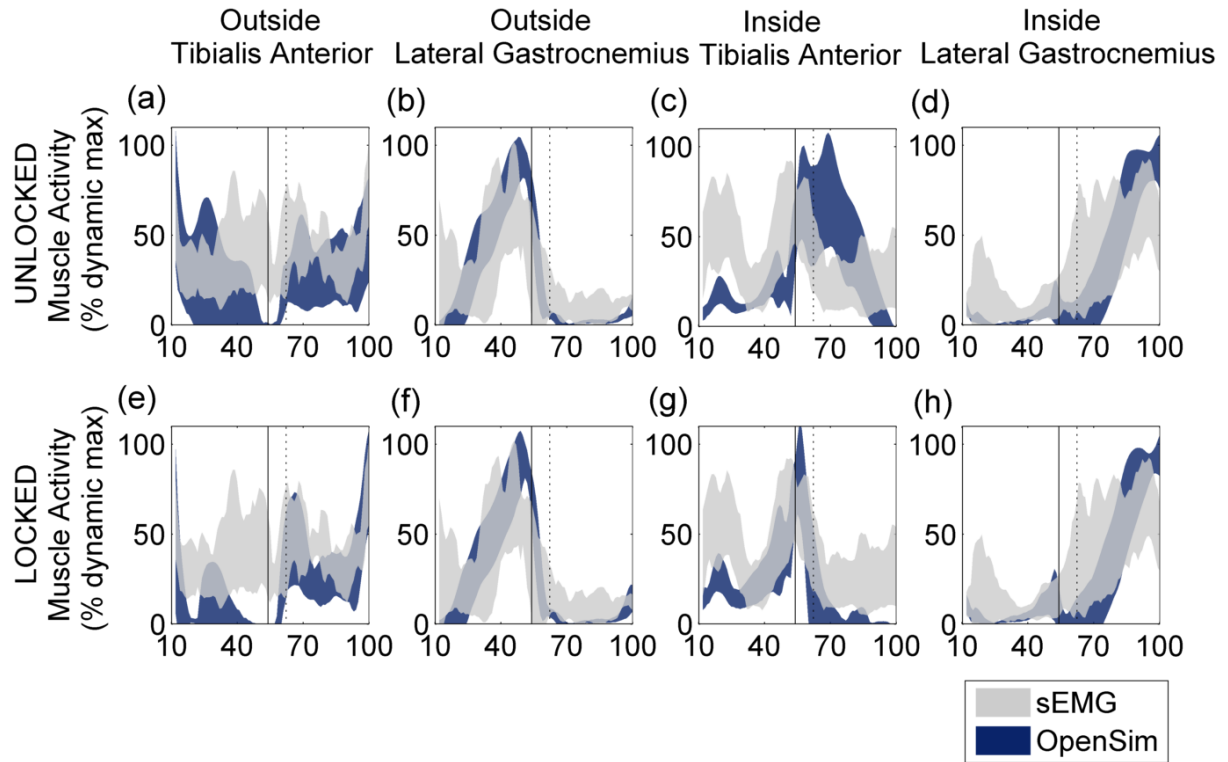 Outside
Tibialis Anterior
Outside
Lateral Gastrocnemius
Inside
Tibialis Anterior
Inside
Lateral Gastrocnemius
UNLOCKED
Muscle Activity
(% dynamic max)
(a)
100
50
0
10 40 70 100
(b)
100
50
0
10 40 70 100
(c)
100
50
0
10 40 70 100
(d)
100
50
0
10 40 70 100
LOCKED
Muscle Activity
(% dynamic max)
(e)
100
50
0
10 40 70 100
(f)
100
50
0
10 40 70 100
(g)
100
50
0
10 40 70 100
(h)
100
50
0
10 40 70 100
sEMG
OpenSim